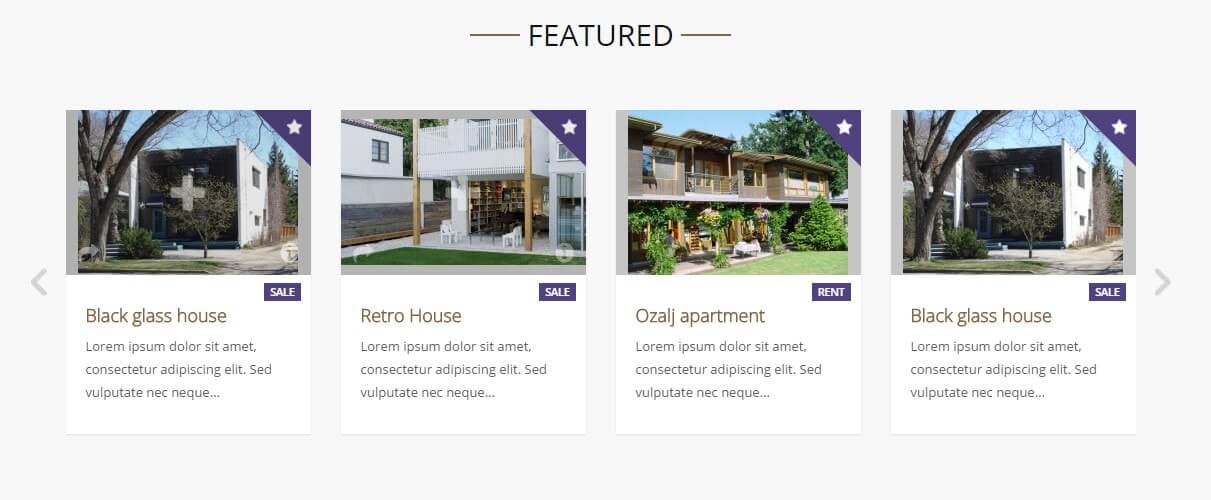 FEATURED
SALE
Black glass house
Lorem ipsum dolor sit amet,
consectetur adipiscing elit. Sed
vulputate nec neque...
SALE
Retro House
Lorem ipsum dolor sit amet,
consectetur adipiscing elit. Sed
vulputate nec neque...
RENT
Ozalj apartment
Lorem ipsum dolor sit amet,
consectetur adipiscing elit. Sed
vulputate nec neque...
SALE
Black glass house
Lorem ipsum dolor sit amet,
consectetur adipiscing elit. Sed
vulputate nec neque...